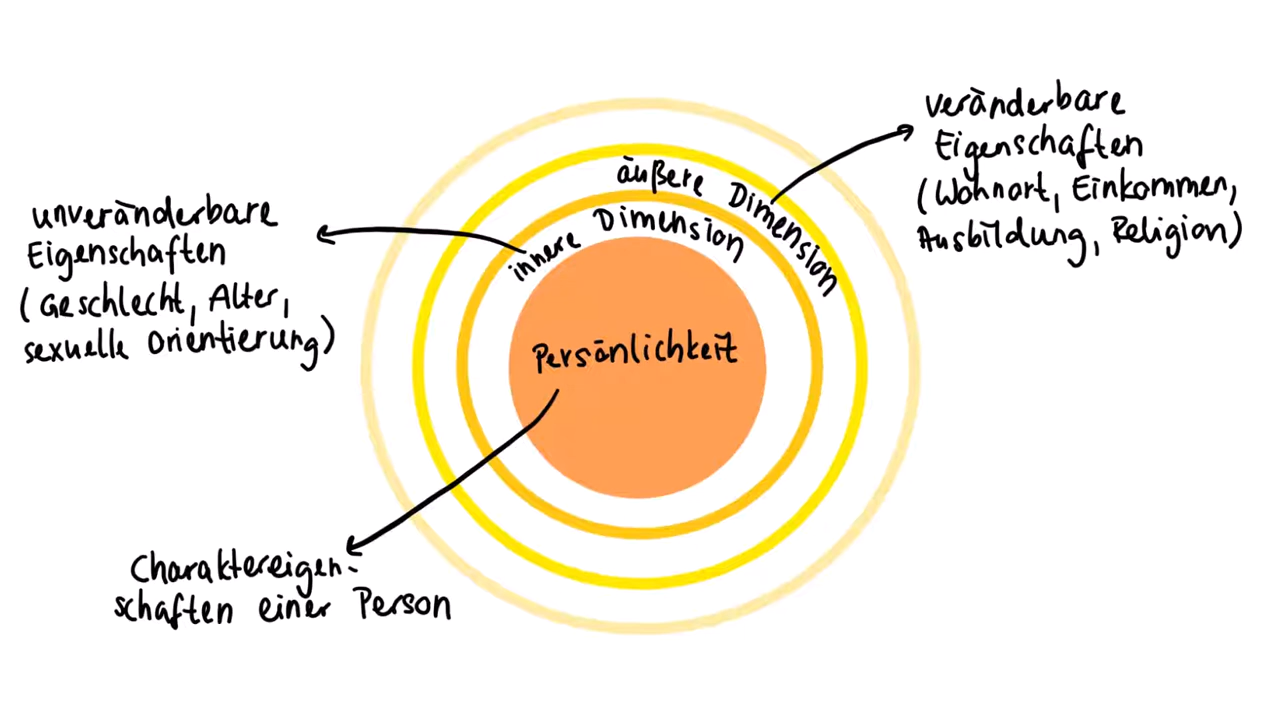 veränderbare
Eigenschaften
(Wohnort, Einkommen,
Ausbildung, Religion)
äußere Dimension
innere Dimension
unveränderbare
Eigenschaften
(Geschlecht, Alter,
sexuelle Orientierung)
Persönlichkeit
Charaktereigen-
schaften einer Person